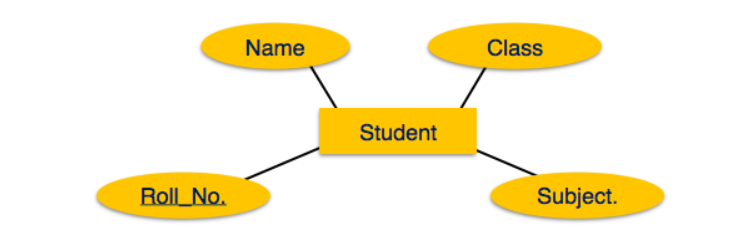 Name
Class
Student
Roll_No.
Subject.